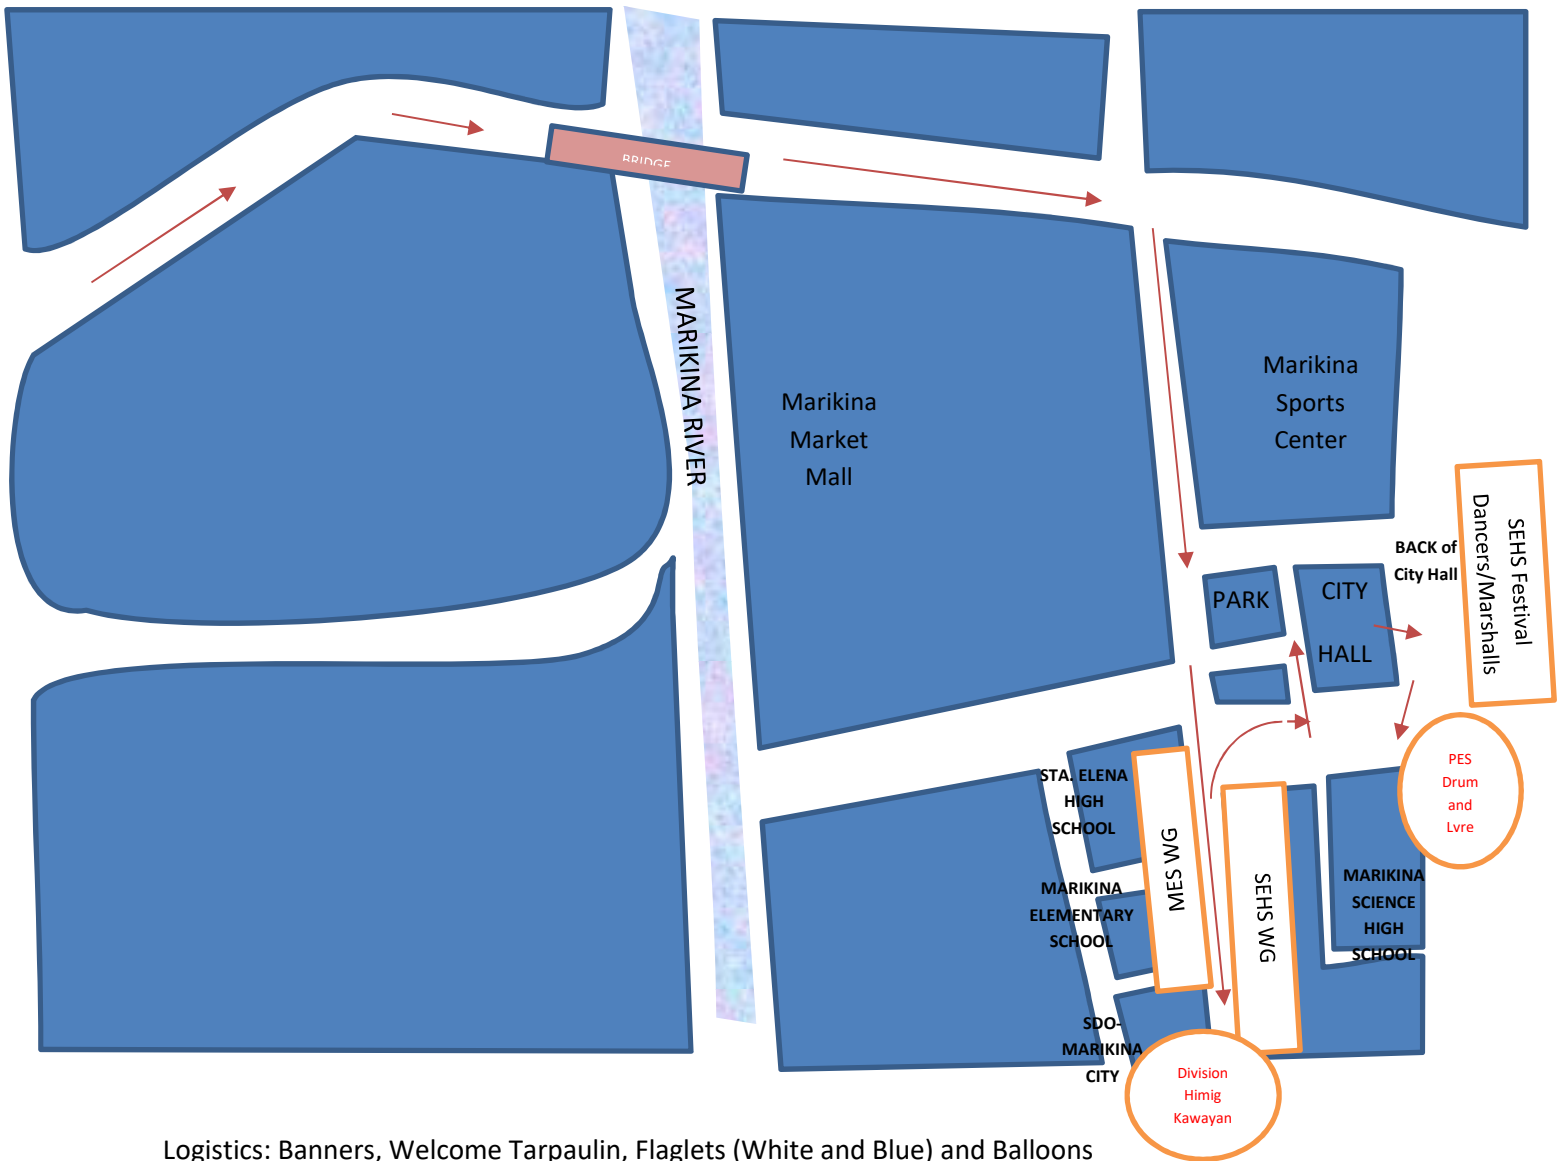 BRIDGE
MARIKINA RIVER
Marikina
Market
Mall
Marikina
Sports
Center
BACK of
City Hall
SEHS Festival
Dancers/Marshalls
PARK
CITY
HALL
PES
Drum
and
Lyre
STA. ELENA
HIGH
SCHOOL
MES WG
SEHS WG
MARIKINA
ELEMENTARY
SCHOOL
MARIKINA
SCIENCE
HIGH
SCHOOL
SDO-
MARIKINA
CITY
Division
Himig
Kawayan
Logistics: Banners, Welcome Tarpaulin, Flaglets (White and Blue) and Balloons